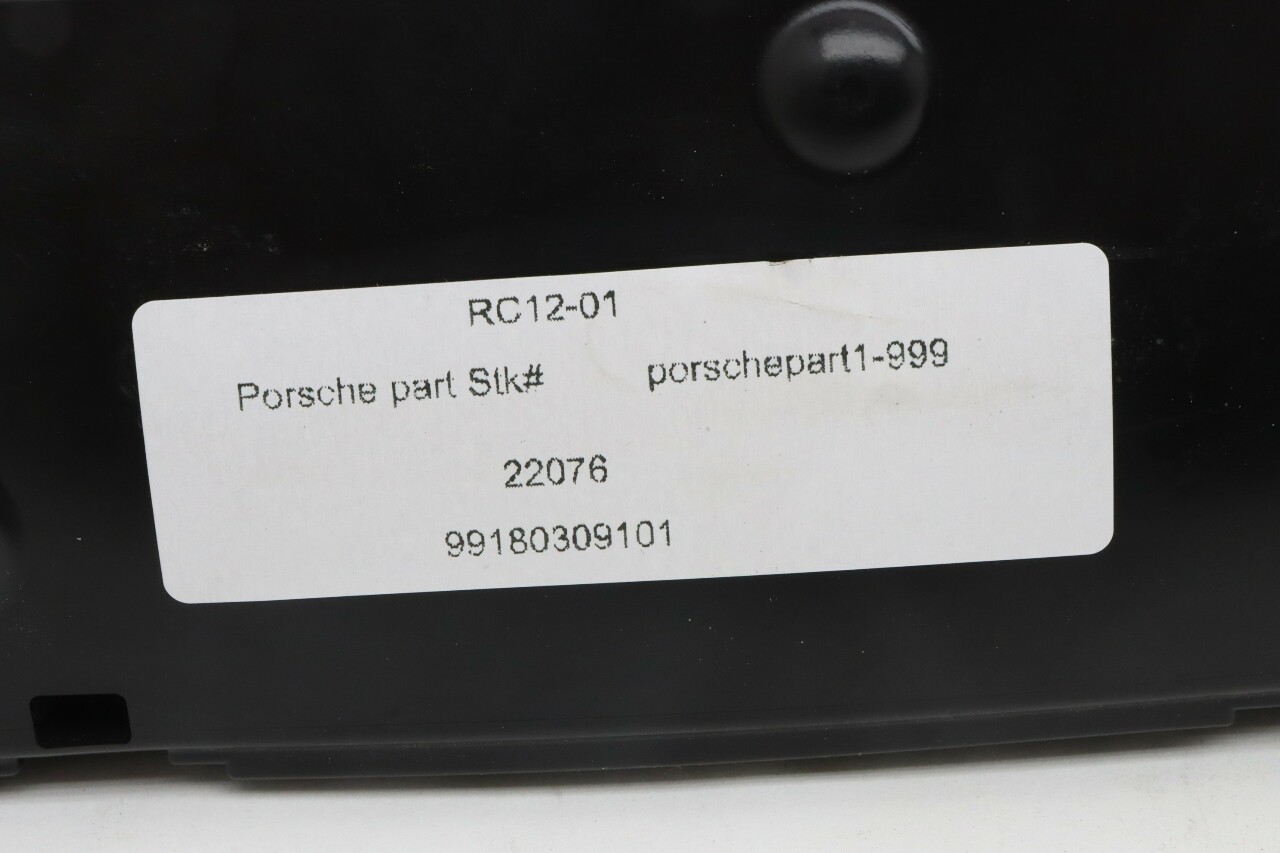 RC12-01
Porsche part Stk# porschepart1-999
22076
99180309101